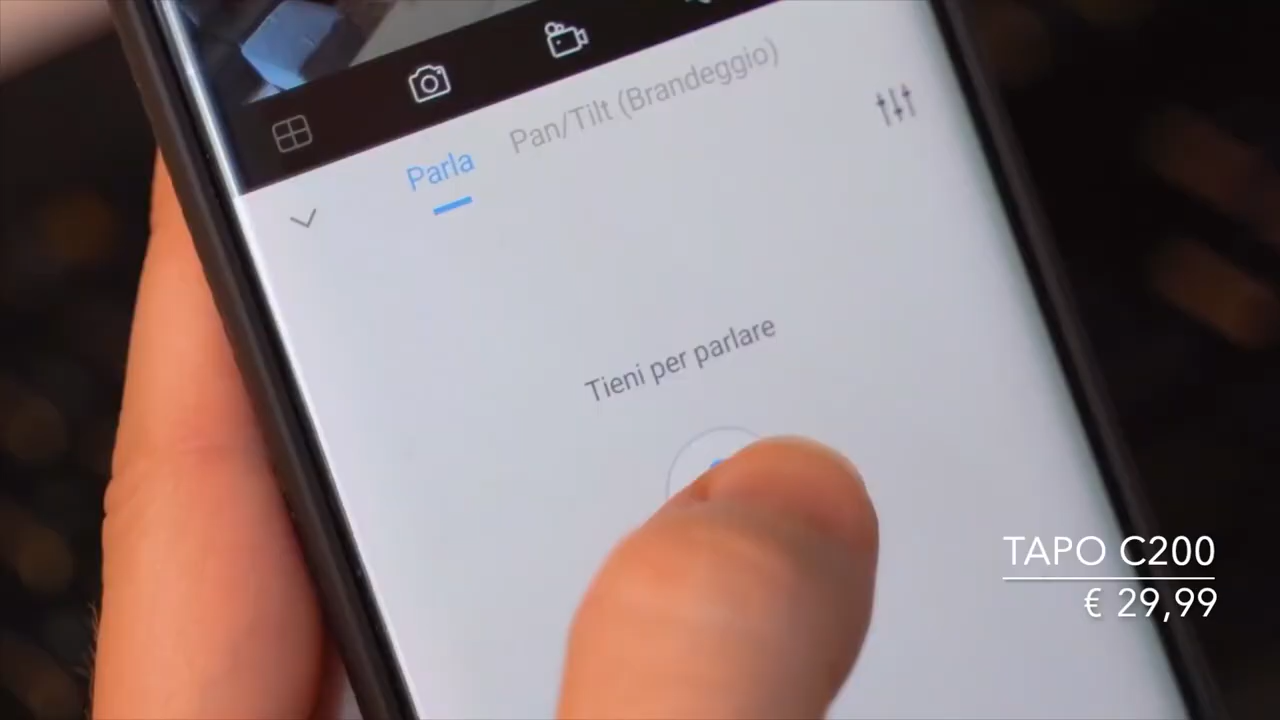 Pan/Tilt (Brandeggio)
Parla
Tieni per parlare
TAPO C200
€ 29,99